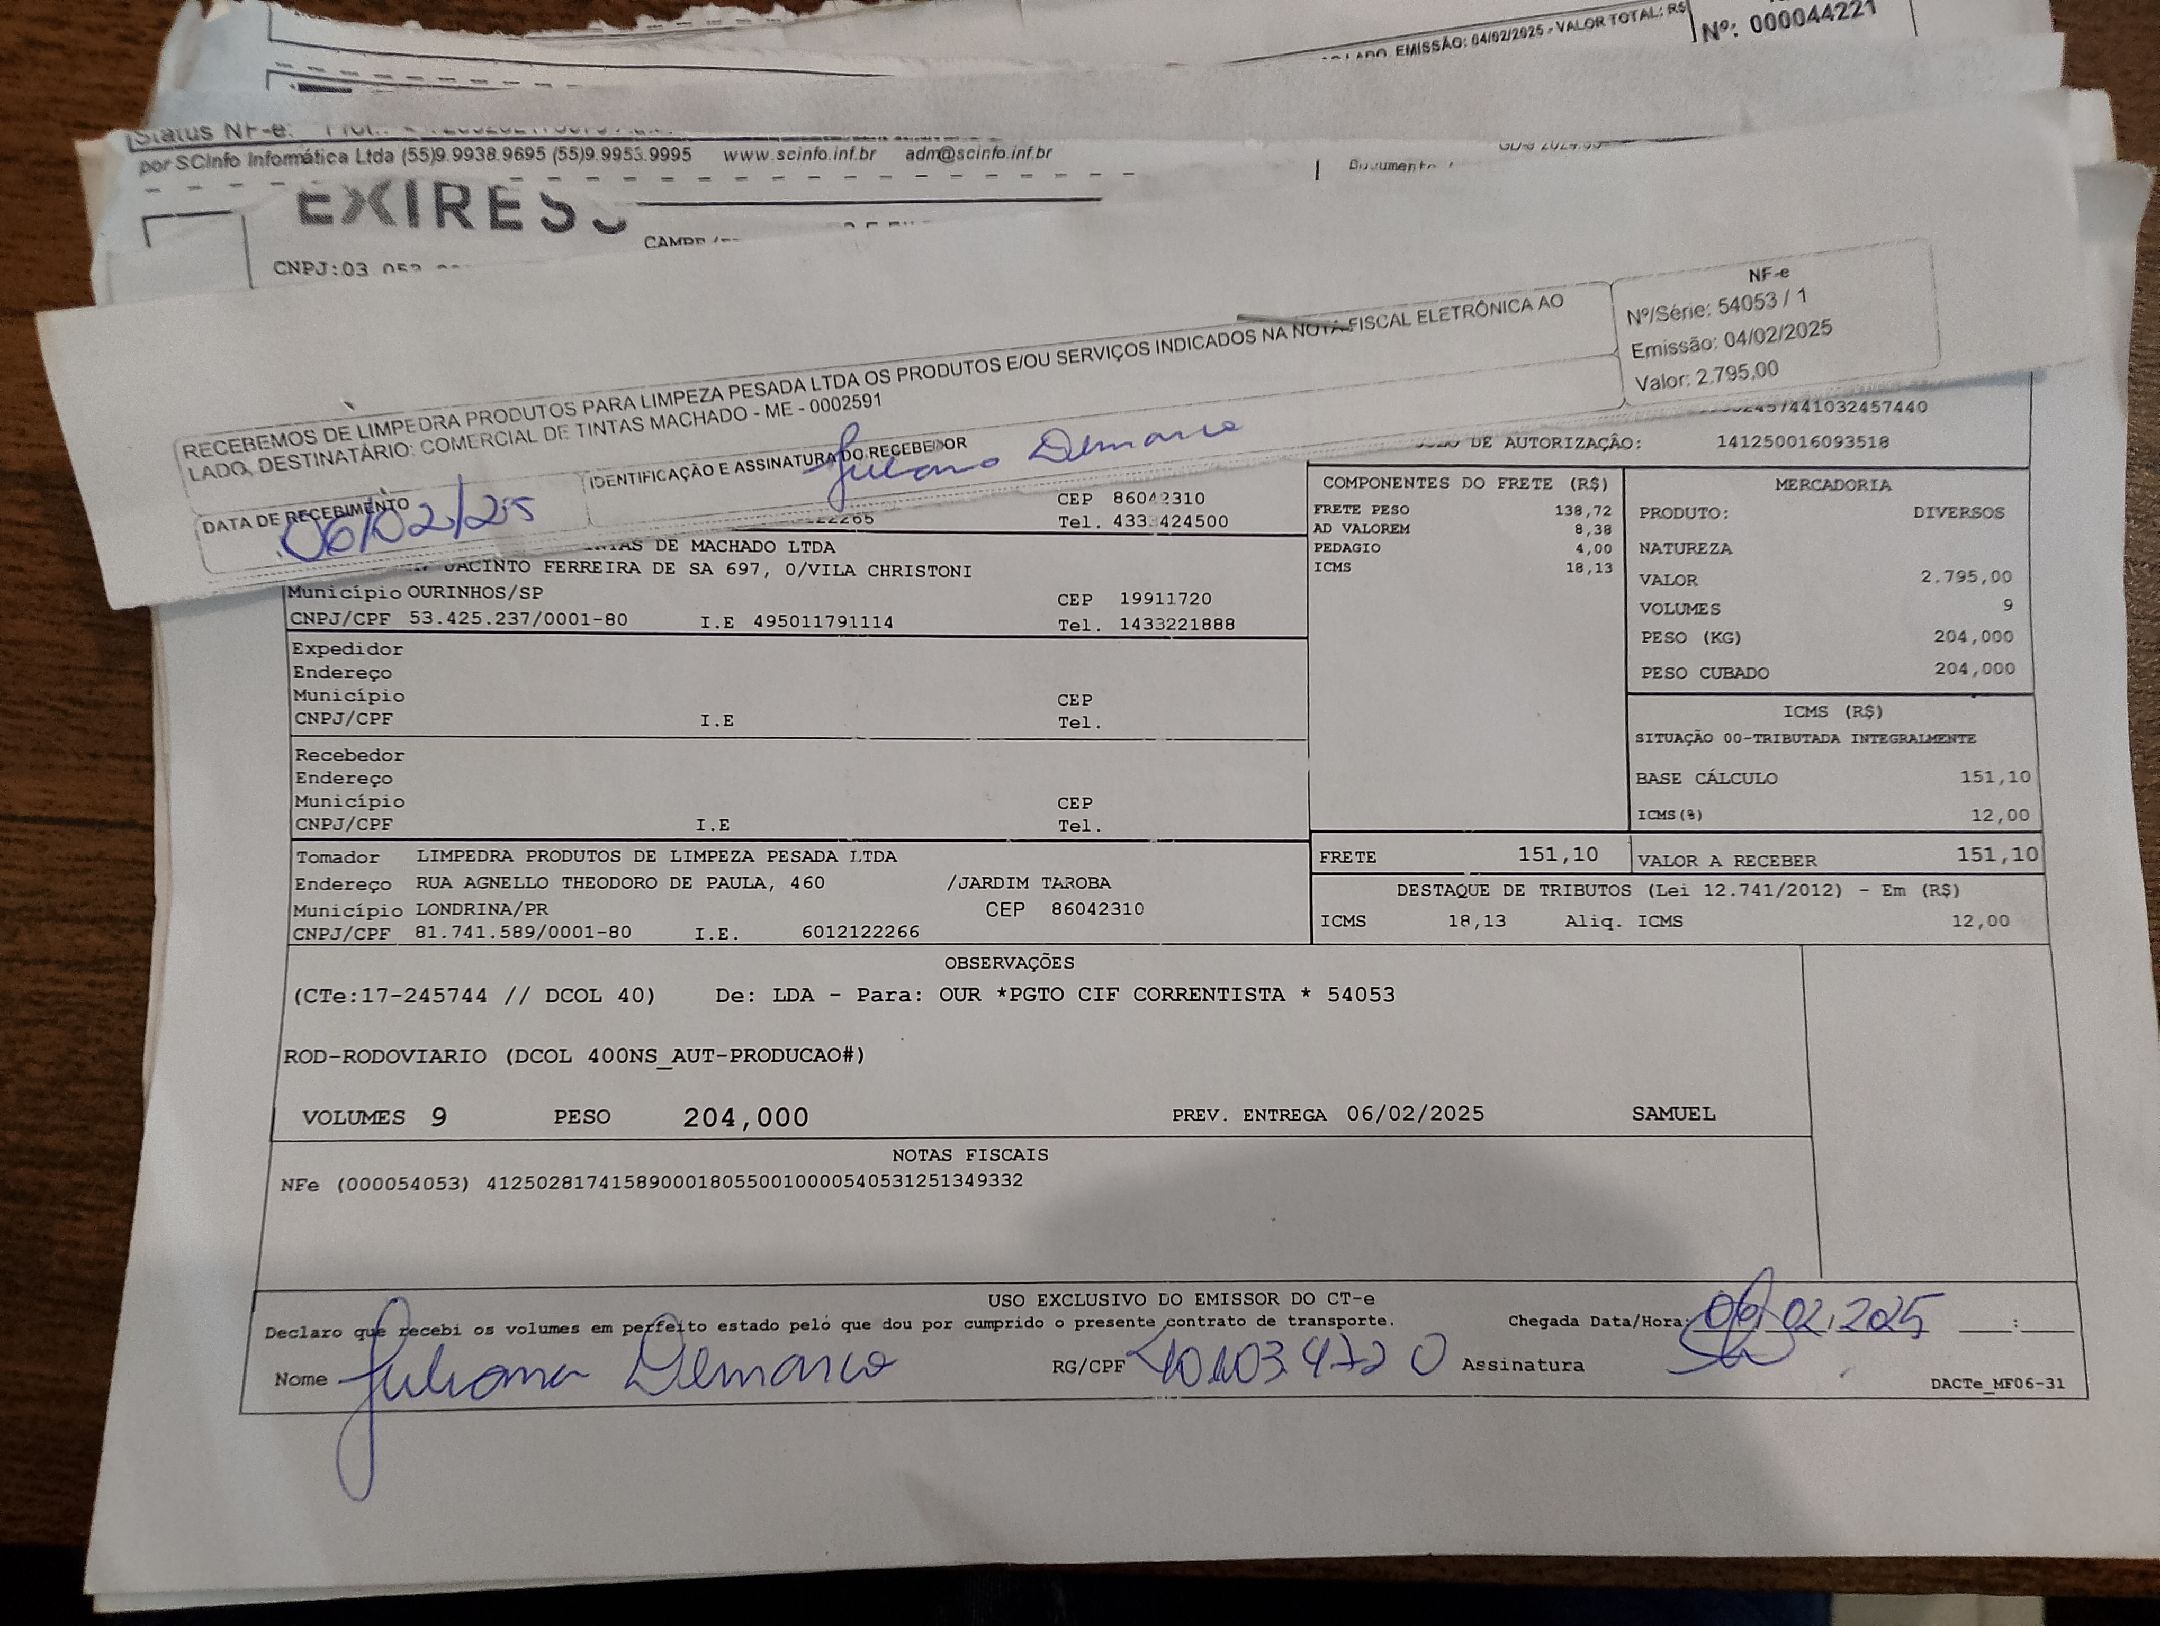 EMISSÃO: 04/02/2025 - VALOR TOTAL: R$
Nº: 000044221
Status NF-e:
por SCInfo Informática Ltda (55)9.9938.9695 (55)9.9953.9995 www.scinfo.inf.br adm@scinfo.inf.br
CNPJ:03
RECEBEMOS DE LIMPEDRA PRODUTOS PARA LIMPEZA PESADA LTDA OS PRODUTOS E/OU SERVIÇOS INDICADOS NA NOTA FISCAL ELETRÔNICA AO
LADO, DESTINATÁRIO: COMERCIAL DE TINTAS MACHADO - ME - 0002591
DATA DE RECEBIMENTO
06/02/25
IDENTIFICAÇÃO E ASSINATURA DO RECEBEDOR
Juliana Demarco
NF-e
Nº/Série: 54053 / 1
Emissão: 04/02/2025
Valor: 2.795,00
DE AUTORIZAÇÃO: 141250016093518
CEP 86042310
DE MACHADO LTDA
JACINTO FERREIRA DE SA 697, 0/VILA CHRISTONI
Município OURINHOS/SP CEP 19911720
CNPJ/CPF 53.425.237/0001-80 I.E 495011791114 Tel. 1433221888
Expedidor
Endereço
Município CEP
CNPJ/CPF I.E Tel.
Recebedor
Endereço
Município CEP
CNPJ/CPF I.E Tel.
Tomador LIMPEDRA PRODUTOS DE LIMPEZA PESADA LTDA
Endereço RUA AGNELLO THEODORO DE PAULA, 460 /JARDIM TAROBA
Município LONDRINA/PR CEP 86042310
CNPJ/CPF 81.741.589/0001-80 I.E. 6012122266
COMPONENTES DO FRETE (R$)
FRETE PESO 138,72
AD VALOREM 8,38
PEDAGIO 4,00
ICMS 18,13
MERCADORIA
PRODUTO: DIVERSOS
NATUREZA
VALOR 2.795,00
VOLUMES 9
PESO (KG) 204,000
PESO CUBADO 204,000
ICMS (R$)
SITUAÇÃO 00-TRIBUTADA INTEGRALMENTE
BASE CÁLCULO 151,10
ICMS(%) 12,00
FRETE 151,10 VALOR A RECEBER 151,10
DESTAQUE DE TRIBUTOS (Lei 12.741/2012) - Em (R$)
ICMS 18,13 Aliq. ICMS 12,00
OBSERVAÇÕES
(CTe:17-245744 // DCOL 40) De: LDA - Para: OUR *PGTO CIF CORRENTISTA * 54053
ROD-RODOVIARIO (DCOL 400NS_AUT-PRODUCAO#)
VOLUMES 9 PESO 204,000 PREV. ENTREGA 06/02/2025 SAMUEL
NOTAS FISCAIS
NFe (000054053) 41250281741589000180550010000540531251349332
USO EXCLUSIVO DO EMISSOR DO CT-e
Declaro que recebi os volumes em perfeito estado pelo que dou por cumprido o presente contrato de transporte. Chegada Data/Hora: 06/02/2025 ___:___
Nome Juliana Demarco RG/CPF Assinatura
DACTe_MF06-31